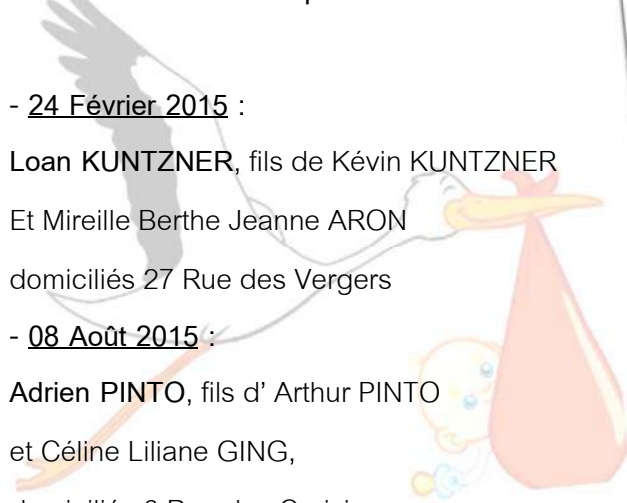 - 24 Février 2015 :
Loan KUNTZNER, fils de Kévin KUNTZNER
Et Mireille Berthe Jeanne ARON
domiciliés 27 Rue des Vergers
- 08 Août 2015 :
Adrien PINTO, fils d’ Arthur PINTO
et Céline Liliane GING,